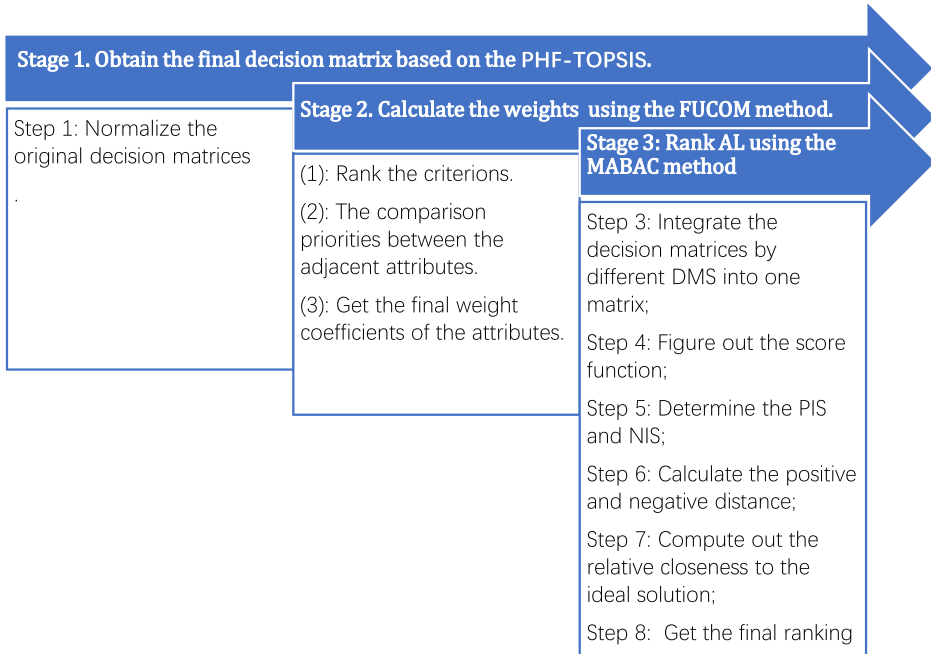 Stage 1. Obtain the final decision matrix based on the PHF-TOPSIS.
Step 1: Normalize the
original decision matrices
.
Stage 2. Calculate the weights using the FUCOM method.
(1): Rank the criterions.
(2): The comparison
priorities between the
adjacent attributes.
(3): Get the final weight
coefficients of the attributes.
Stage 3: Rank AL using the
MABAC method
Step 3: Integrate the
decision matrices by
different DMS into one
matrix;
Step 4: Figure out the score
function;
Step 5: Determine the PIS
and NIS;
Step 6: Calculate the positive
and negative distance;
Step 7: Compute out the
relative closeness to the
ideal solution;
Step 8: Get the final ranking